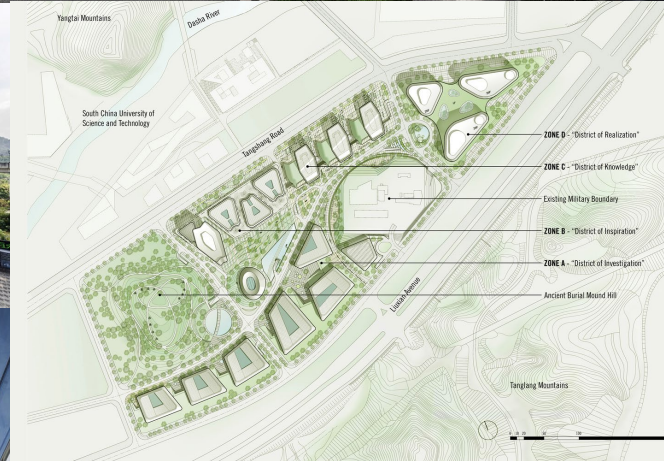 Yangtai Mountains
Dasha River
South China University of
Science and Technology
Tangshang Road
ZONE D - "District of Realization"
ZONE C - "District of Knowledge"
Existing Military Boundary
ZONE B - "District of Inspiration"
ZONE A - "District of Investigation"
Ancient Burial Mound Hill
Liuxian Avenue
Tanglang Mountains